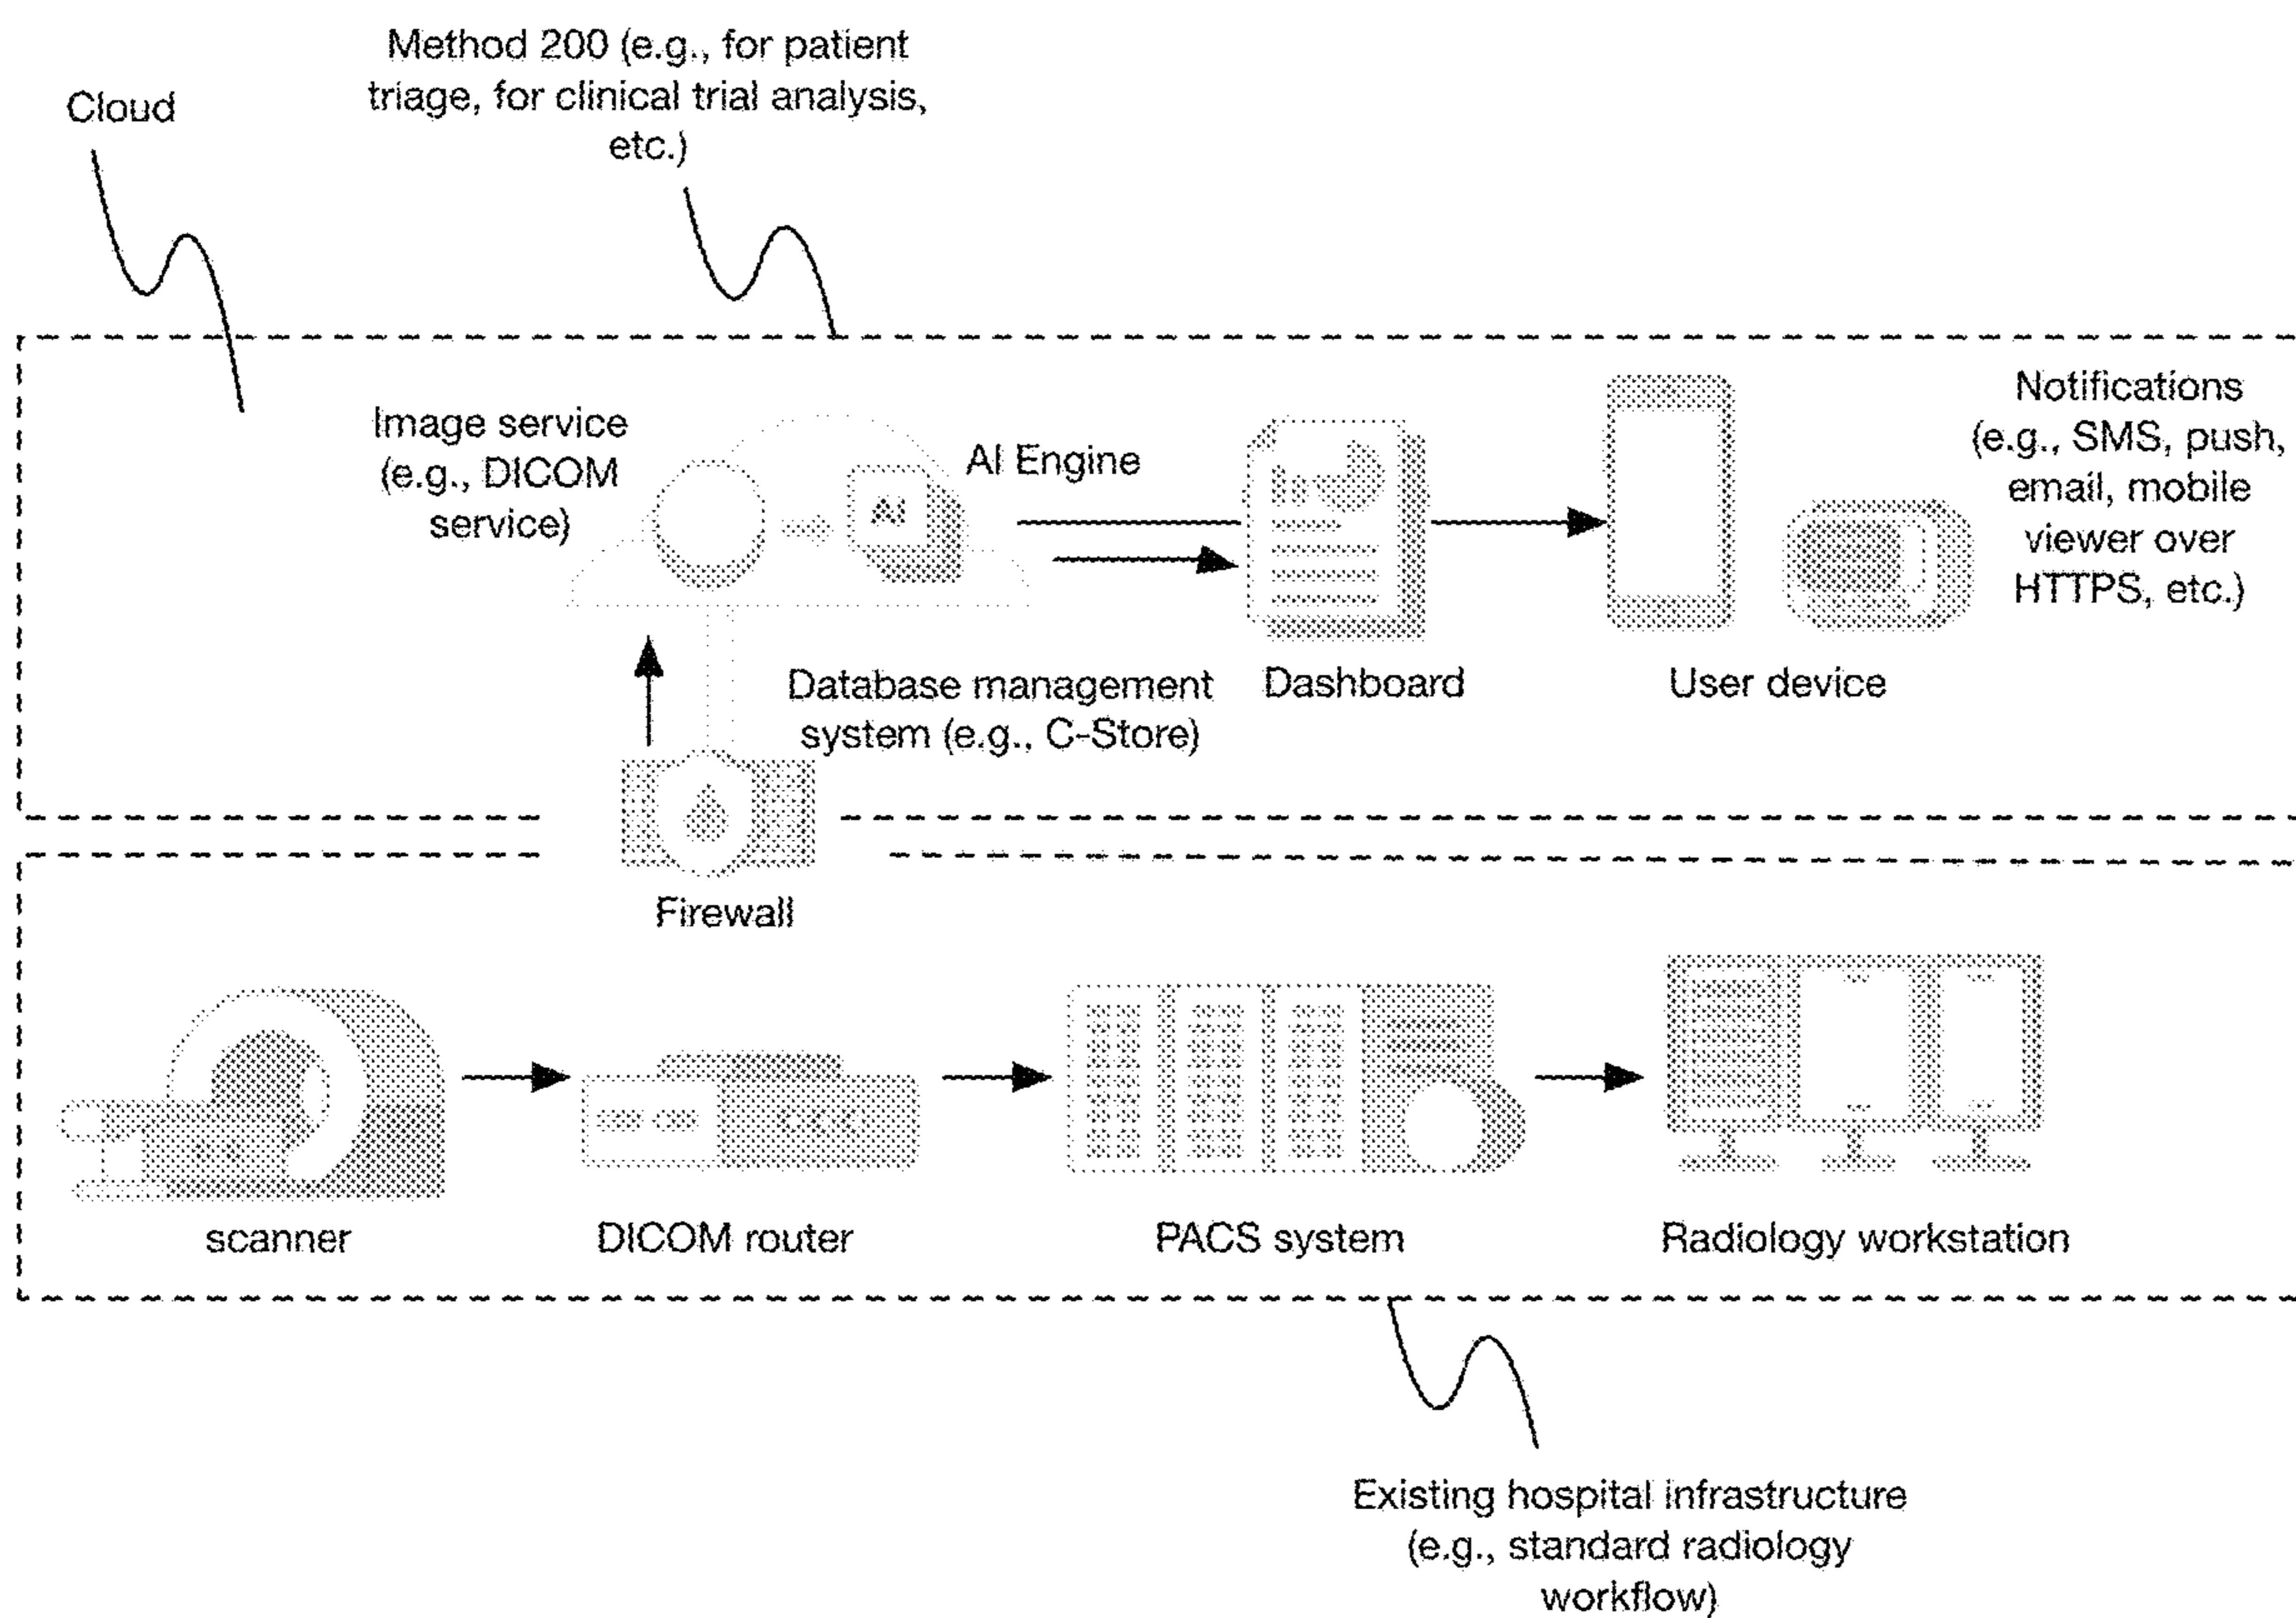 Method 200 (e.g., for patient
triage, for clinical trial analysis,
etc.)
Cloud
Image service
(e.g., DICOM
service)
AI
AI Engine
Notifications
(e.g., SMS, push,
email, mobile
viewer over
HTTPS, etc.)
Database management
system (e.g., C-Store)
Dashboard
User device
Firewall
scanner
DICOM router
PACS system
Radiology workstation
Existing hospital infrastructure
(e.g., standard radiology
workflow)